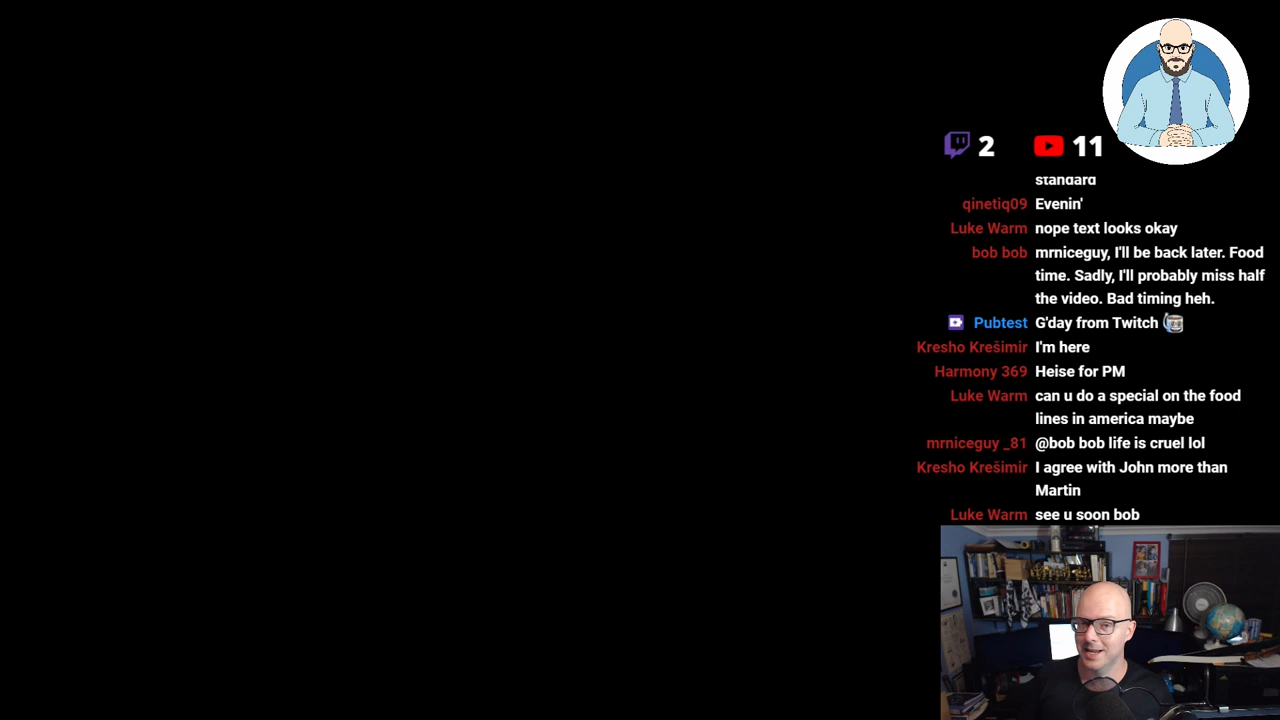 2 11
standard
qinetiq09 Evenin'
Luke Warm nope text looks okay
bob bob mrniceguy, I'll be back later. Food
time. Sadly, I'll probably miss half
the video. Bad timing heh.
Pubtest G'day from Twitch
Kresho Krešimir I'm here
Harmony 369 Heise for PM
Luke Warm can u do a special on the food
lines in america maybe
mrniceguy _81 @bob bob life is cruel lol
Kresho Krešimir I agree with John more than
Martin
Luke Warm see u soon bob